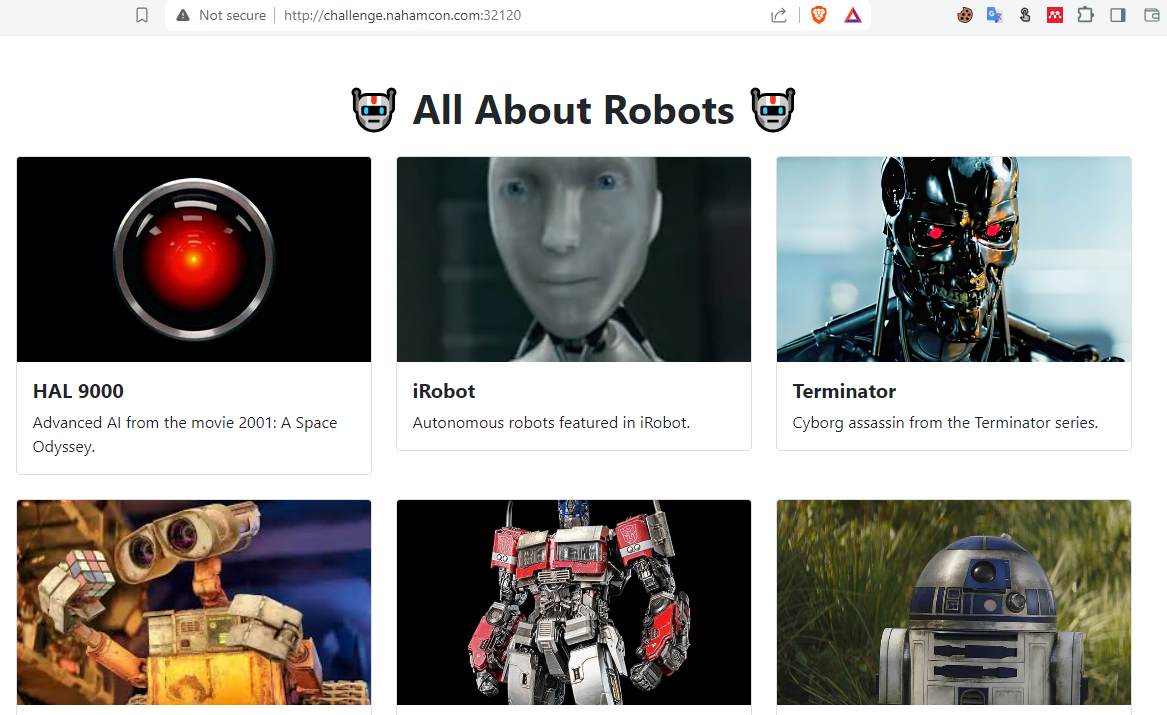 Not secure http://challenge.nahamcon.com:32120
All About Robots
HAL 9000
Advanced AI from the movie 2001: A Space
Odyssey.
iRobot
Autonomous robots featured in iRobot.
Terminator
Cyborg assassin from the Terminator series.